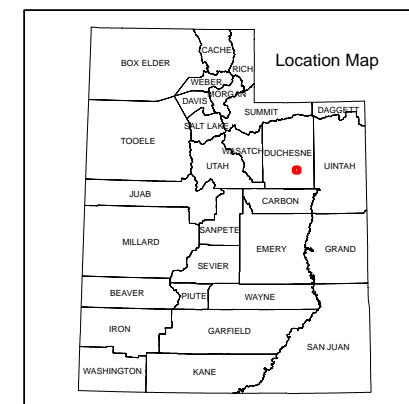 Location Map
CACHE
BOX ELDER
RICH
WEBER
MORGAN
DAVIS
SUMMIT
DAGGETT
SALT LAKE
TOOELE
WASATCH
DUCHESNE
UTAH
UINTAH
JUAB
CARBON
SANPETE
MILLARD
EMERY
GRAND
SEVIER
BEAVER
PIUTE
WAYNE
IRON
GARFIELD
SAN JUAN
WASHINGTON
KANE